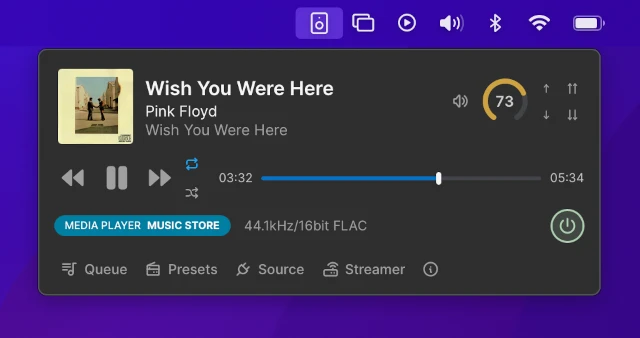 Wish You Were Here
Pink Floyd
Wish You Were Here
73
03:32
05:34
MEDIA PLAYER MUSIC STORE
44.1kHz/16bit FLAC
Queue
Presets
Source
Streamer